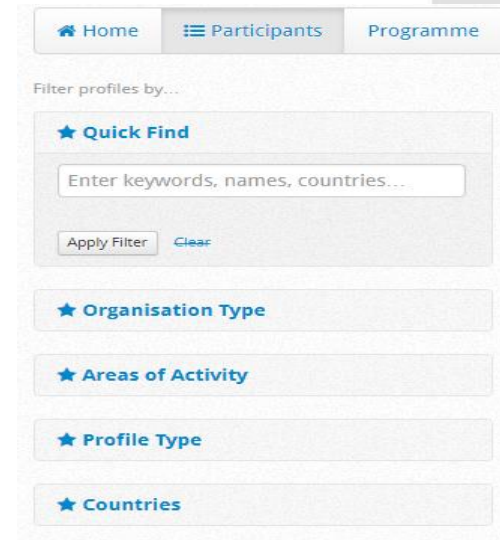 Home Participants Programme
Filter profiles by...
Quick Find
Enter keywords, names, countries...
Apply Filter Clear
Organisation Type
Areas of Activity
Profile Type
Countries